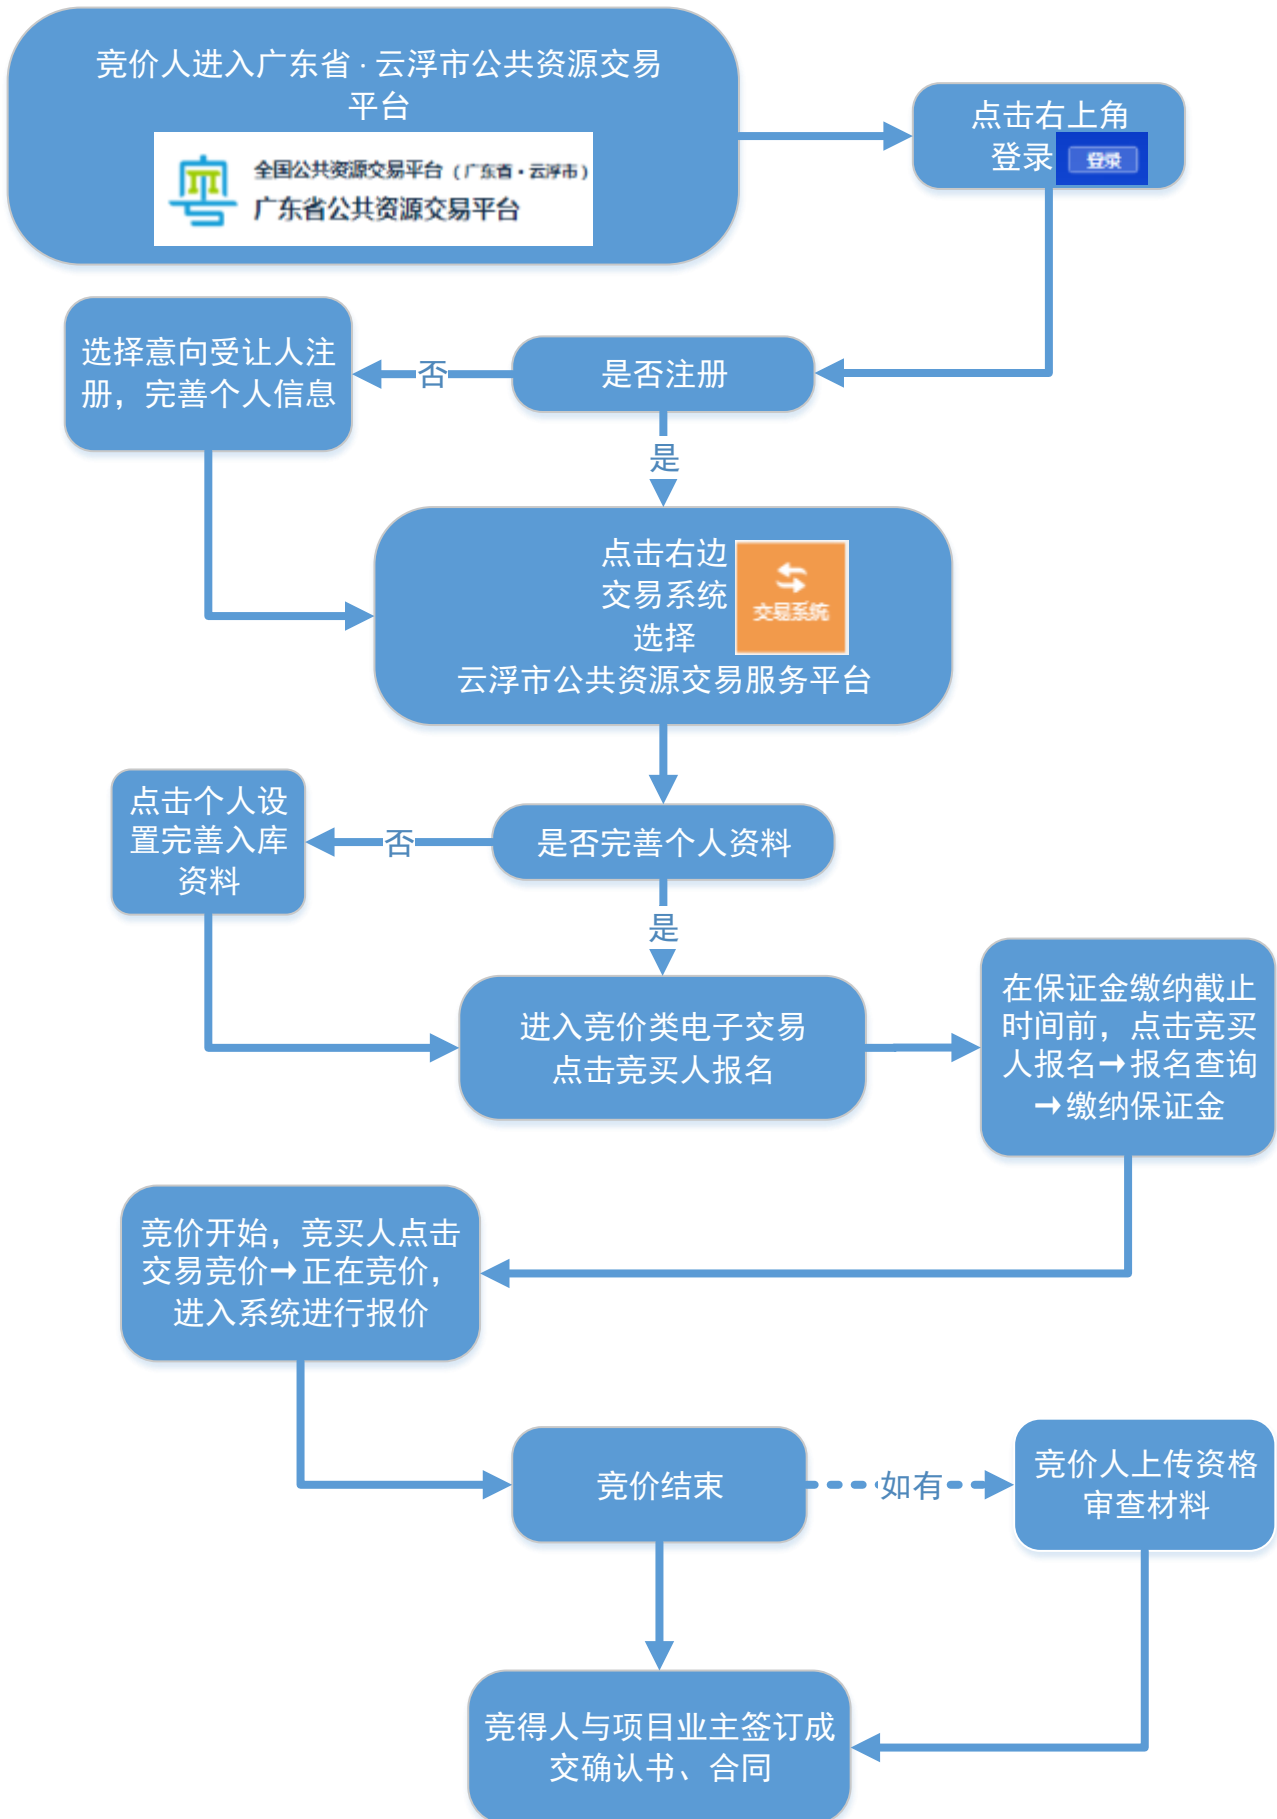 竞价人进入广东省 · 云浮市公共资源交易
平台
全国公共资源交易平台（广东省·云浮市）
广东省公共资源交易平台
点击右上角
登录
登录
选择意向受让人注
册，完善个人信息
否
是否注册
是
点击右边
交易系统
选择
云浮市公共资源交易服务平台
交易系统
点击个人设
置完善入库
资料
否
是否完善个人资料
是
进入竞价类电子交易
点击竞买人报名
在保证金缴纳截止
时间前，点击竞买
人报名→报名查询
→缴纳保证金
竞价开始，竞买人点击
交易竞价→正在竞价，
进入系统进行报价
竞价结束
如有
竞价人上传资格
审查材料
竞得人与项目业主签订成
交确认书、合同